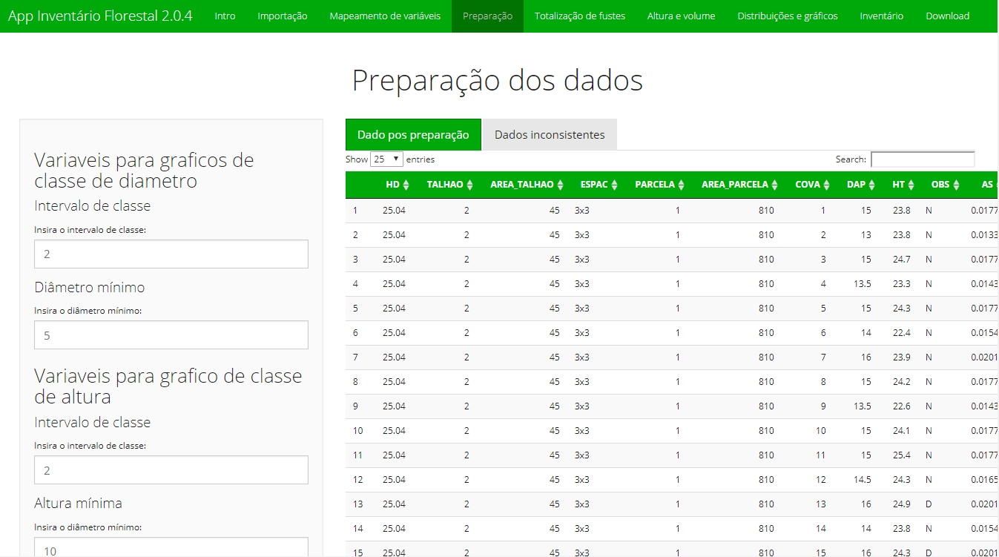 App Inventário Florestal 2.0.4 Intro Importação Mapeamento de variáveis Preparação Totalização de fustes Altura e volume Distribuições e gráficos Inventário Download
Preparação dos dados
Variaveis para graficos de
classe de diametro
Intervalo de classe
Insira o intervalo de classe:
2
Diâmetro mínimo
Insira o diâmetro mínimo:
5
Variaveis para grafico de classe
de altura
Intervalo de classe
Insira o intervalo de classe:
2
Altura mínima
Insira o diâmetro mínimo:
10
Dado pos preparação Dados inconsistentes
Show 25 entries Search:
HD TALHAO AREA_TALHAO ESPAC PARCELA AREA_PARCELA COVA DAP HT OBS AS
1 25.04 2 45 3x3 1 810 1 15 23.8 N 0.0177
2 25.04 2 45 3x3 1 810 2 13 23.8 N 0.0133
3 25.04 2 45 3x3 1 810 3 15 24.7 N 0.0177
4 25.04 2 45 3x3 1 810 4 13.5 23.3 N 0.0143
5 25.04 2 45 3x3 1 810 5 15 24.3 N 0.0177
6 25.04 2 45 3x3 1 810 6 14 22.4 N 0.0154
7 25.04 2 45 3x3 1 810 7 16 23.9 N 0.0201
8 25.04 2 45 3x3 1 810 8 15 24.2 N 0.0177
9 25.04 2 45 3x3 1 810 9 13.5 22.6 N 0.0143
10 25.04 2 45 3x3 1 810 10 15 24.1 N 0.0177
11 25.04 2 45 3x3 1 810 11 15 25.4 N 0.0177
12 25.04 2 45 3x3 1 810 12 14.5 24.3 N 0.0165
13 25.04 2 45 3x3 1 810 13 16 24.9 D 0.0201
14 25.04 2 45 3x3 1 810 14 14 23.8 N 0.0154
15 25.04 2 45 3x3 1 810 15 16 24.3 D 0.0201